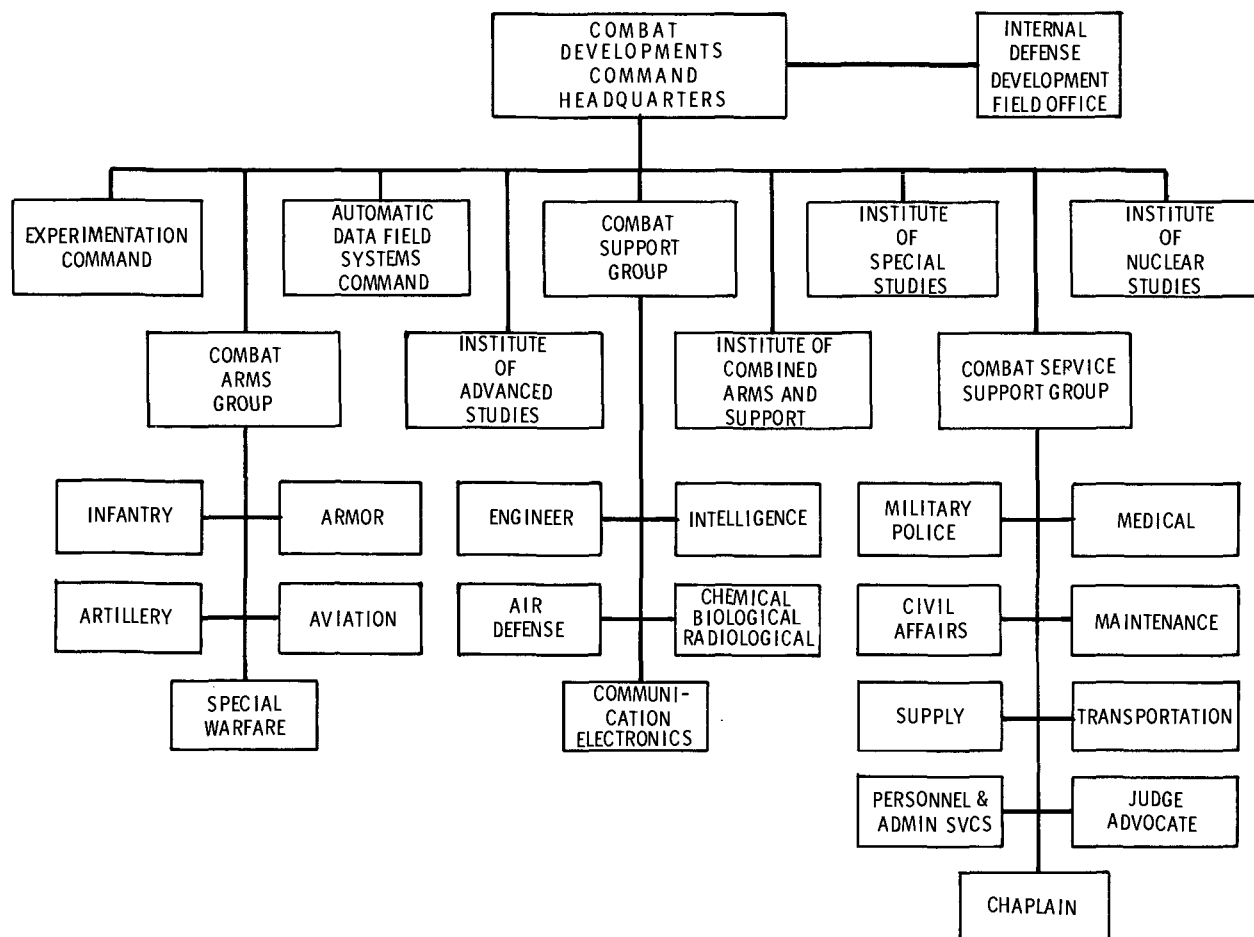 COMBAT
DEVELOPMENTS
COMMAND
HEADQUARTERS
INTERNAL
DEFENSE
DEVELOPMENT
FIELD OFFICE
EXPERIMENTATION
COMMAND
AUTOMATIC
DATA FIELD
SYSTEMS
COMMAND
COMBAT
SUPPORT
GROUP
INSTITUTE
OF
SPECIAL
STUDIES
INSTITUTE
OF
NUCLEAR
STUDIES
COMBAT
ARMS
GROUP
INSTITUTE
OF
ADVANCED
STUDIES
INSTITUTE OF
COMBINED
ARMS AND
SUPPORT
COMBAT SERVICE
SUPPORT GROUP
INFANTRY
ARMOR
ENGINEER
INTELLIGENCE
MILITARY
POLICE
MEDICAL
ARTILLERY
AVIATION
AIR
DEFENSE
CHEMICAL
BIOLOGICAL
RADIOLOGICAL
CIVIL
AFFAIRS
MAINTENANCE
SPECIAL
WARFARE
COMMUNI-
CATION
ELECTRONICS
SUPPLY
TRANSPORTATION
PERSONNEL &
ADMIN SVCS
JUDGE
ADVOCATE
CHAPLAIN